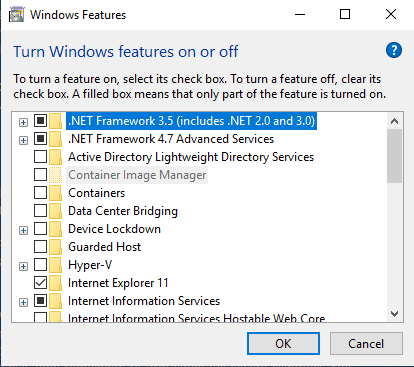 Windows Features
Turn Windows features on or off
To turn a feature on, select its check box. To turn a feature off, clear its
check box. A filled box means that only part of the feature is turned on.
.NET Framework 3.5 (includes .NET 2.0 and 3.0)
.NET Framework 4.7 Advanced Services
Active Directory Lightweight Directory Services
Container Image Manager
Containers
Data Center Bridging
Device Lockdown
Guarded Host
Hyper-V
Internet Explorer 11
Internet Information Services
Internet Information Services Hostable Web Core
OK Cancel